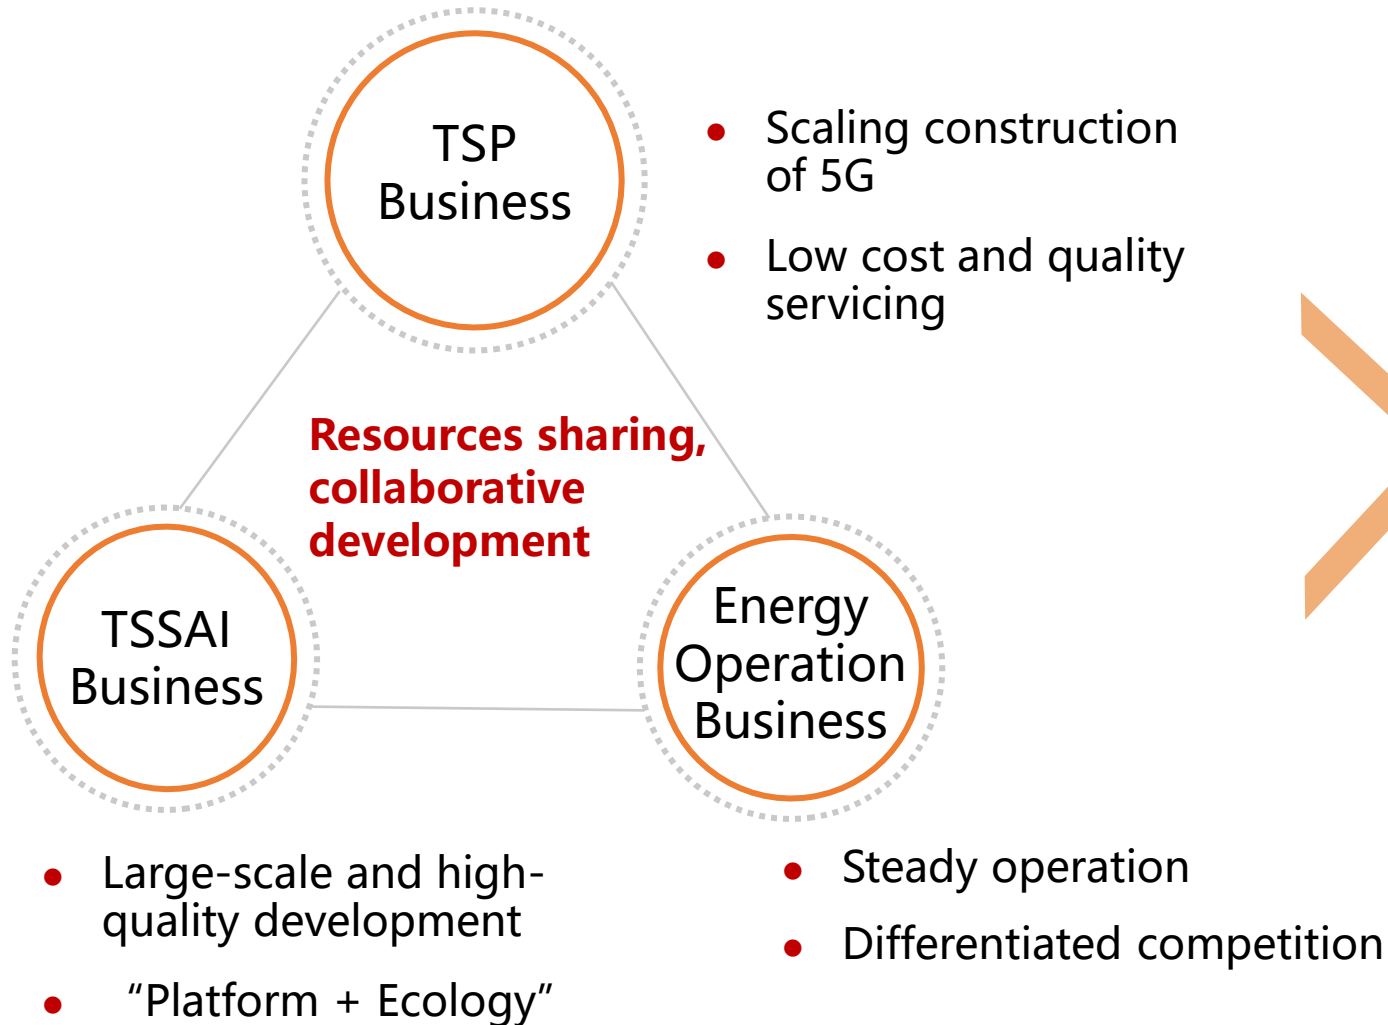 TSP
Business
● Scaling construction
of 5G
● Low cost and quality
servicing
Resources sharing,
collaborative
development
TSSAI
Business
Energy
Operation
Business
● Large-scale and high-
quality development
● “Platform + Ecology”
● Steady operation
● Differentiated competition